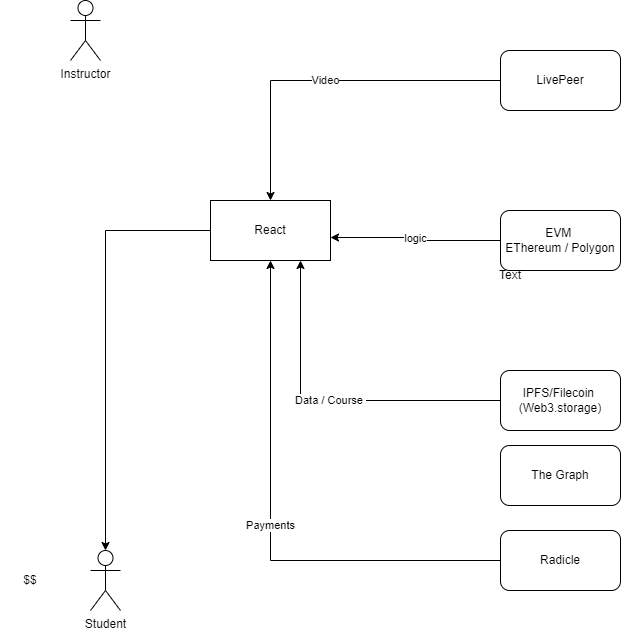 Instructor
Video
LivePeer
React
logic
EVM
EThereum / Polygon
Text
Data / Course
IPFS/Filecoin
(Web3.storage)
The Graph
Payments
Radicle
$$
Student